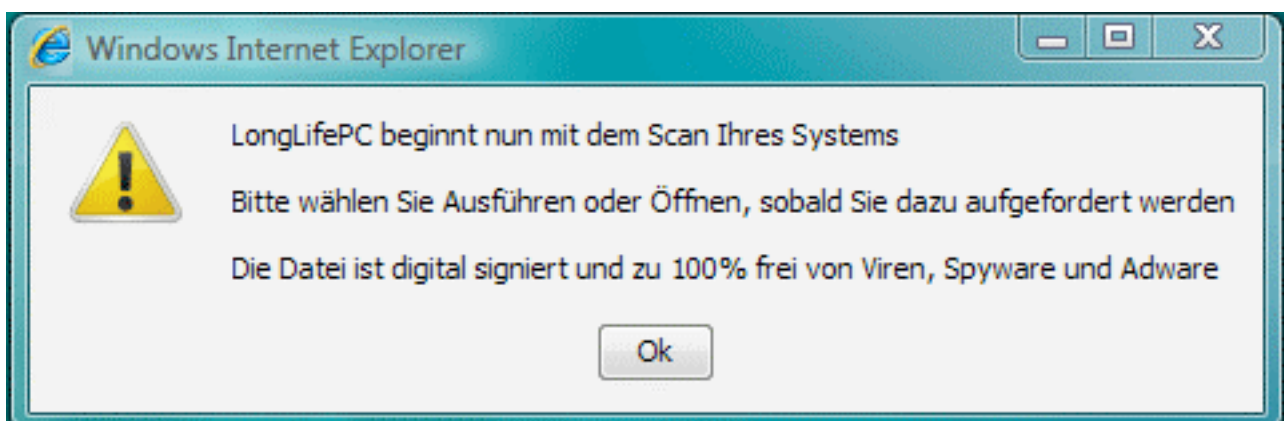 Windows Internet Explorer
LongLifePC beginnt nun mit dem Scan Ihres Systems
Bitte wählen Sie Ausführen oder Öffnen, sobald Sie dazu aufgefordert werden
Die Datei ist digital signiert und zu 100% frei von Viren, Spyware und Adware
Ok